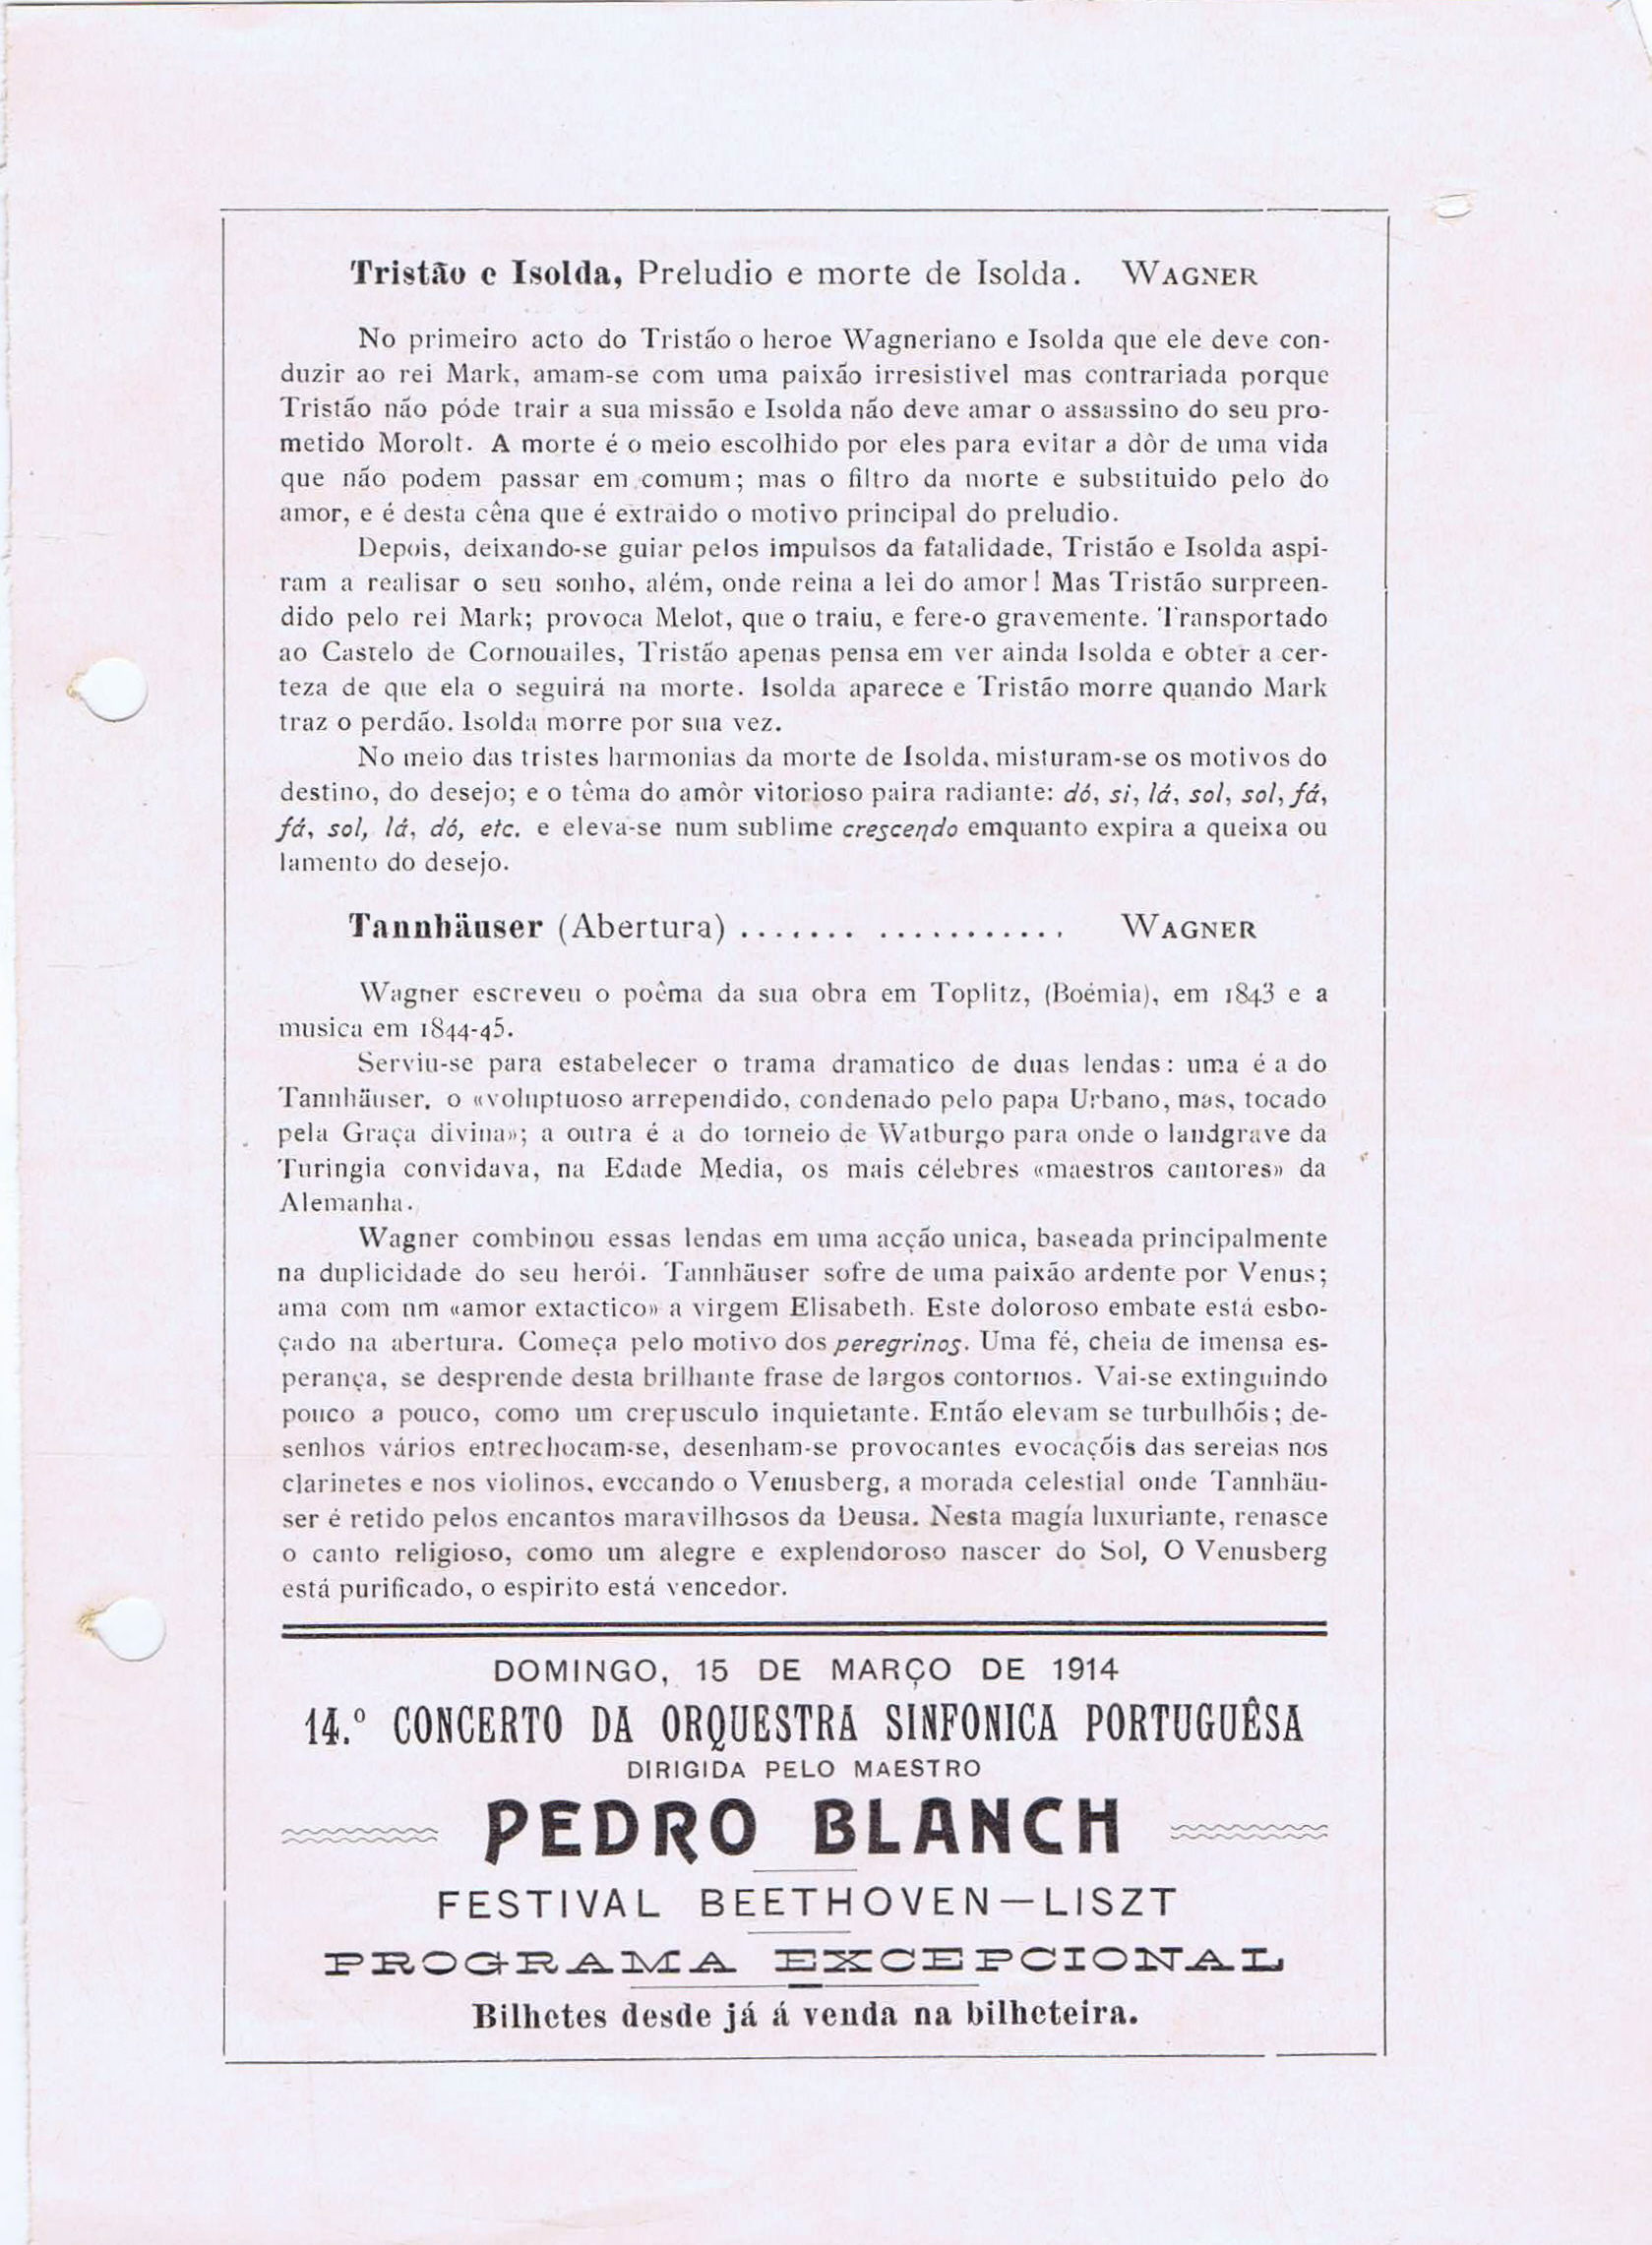 Tristão e Isolda, Preludio e morte de Isolda. WAGNER
No primeiro acto do Tristão o heroe Wagneriano e Isolda que ele deve con-
duzir ao rei Mark, amam-se com uma paixão irresistivel mas contrariada porque
Tristão não póde trair a sua missão e Isolda não deve amar o assassino do seu pro-
metido Morolt. A morte é o meio escolhido por eles para evitar a dôr de uma vida
que não podem passar em comum; mas o filtro da morte e substituido pelo do
amor, e é desta cêna que é extraido o motivo principal do preludio.
Depois, deixando-se guiar pelos impulsos da fatalidade, Tristão e Isolda aspi-
ram a realisar o seu sonho, além, onde reina a lei do amor! Mas Tristão surpreen-
dido pelo rei Mark; provoca Melot, que o traiu, e fere-o gravemente. Transportado
ao Castelo de Cornouailes, Tristão apenas pensa em ver ainda Isolda e obter a cer-
teza de que ela o seguirá na morte. Isolda aparece e Tristão morre quando Mark
traz o perdão. Isolda morre por sua vez.
No meio das tristes harmonias da morte de Isolda, misturam-se os motivos do
destino, do desejo; e o têma do amôr vitorioso paira radiante: dó, si, lá, sol, sol, fá,
fá, sol, lá, dó, etc. e eleva-se num sublime crescendo emquanto expira a queixa ou
lamento do desejo.
Tannhäuser (Abertura) ....... ........... WAGNER
Wagner escreveu o poêma da sua obra em Toplitz, (Boémia), em 1843 e a
musica em 1844-45.
Serviu-se para estabelecer o trama dramatico de duas lendas: uma é a do
Tannhäuser, o «voluptuoso arrependido, condenado pelo papa Urbano, mas, tocado
pela Graça divina»; a outra é a do torneio de Watburgo para onde o landgrave da
Turingia convidava, na Edade Media, os mais célebres «maestros cantores» da
Alemanha.
Wagner combinou essas lendas em uma acção unica, baseada principalmente
na duplicidade do seu herói. Tannhäuser sofre de uma paixão ardente por Venus;
ama com um «amor extactico» a virgem Elisabeth. Este doloroso embate está esbo-
çado na abertura. Começa pelo motivo dos peregrinos. Uma fé, cheia de imensa es-
perança, se desprende desta brilhante frase de largos contornos. Vai-se extinguindo
pouco a pouco, como um crepusculo inquietante. Então elevam se turbulhõis; de-
senhos vários entrechocam-se, desenham-se provocantes evocaçõis das sereias nos
clarinetes e nos violinos, evocando o Venusberg, a morada celestial onde Tannhäu-
ser é retido pelos encantos maravilhosos da Deusa. Nesta magía luxuriante, renasce
o canto religioso, como um alegre e explendoroso nascer do Sol, O Venusberg
está purificado, o espirito está vencedor.
DOMINGO, 15 DE MARÇO DE 1914
14.º CONCERTO DA ORQUESTRA SINFONICA PORTUGUÊSA
DIRIGIDA PELO MAESTRO
PEDRO BLANCH
FESTIVAL BEETHOVEN—LISZT
PROGRAMA EXCEPCIONAL
Bilhetes desde já á venda na bilheteira.